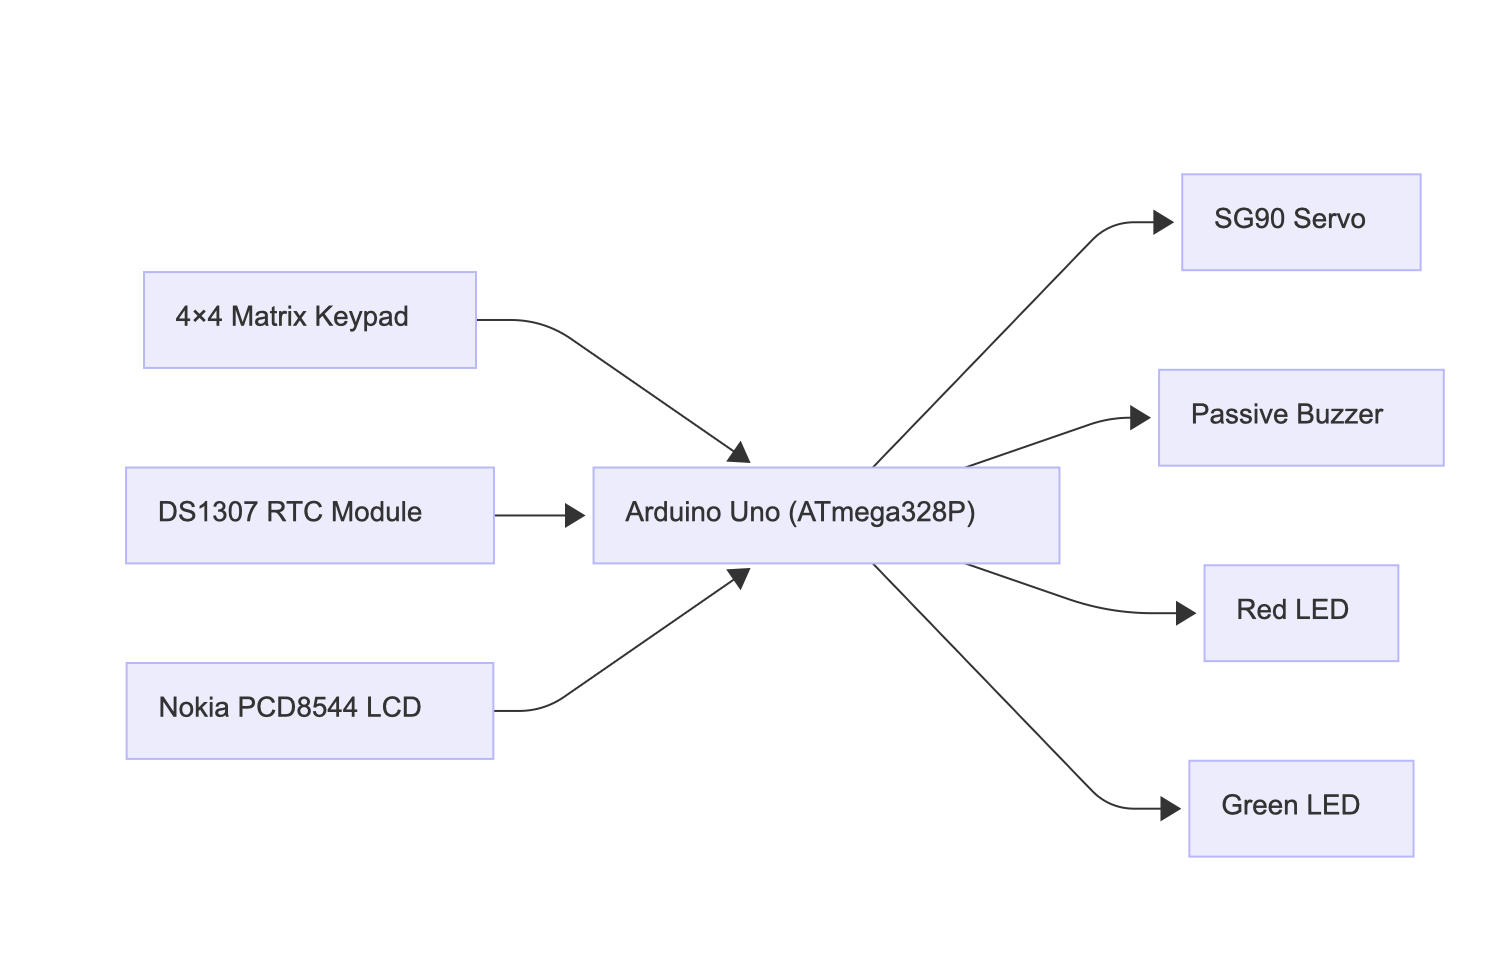 4×4 Matrix Keypad
DS1307 RTC Module
Nokia PCD8544 LCD
Arduino Uno (ATmega328P)
SG90 Servo
Passive Buzzer
Red LED
Green LED